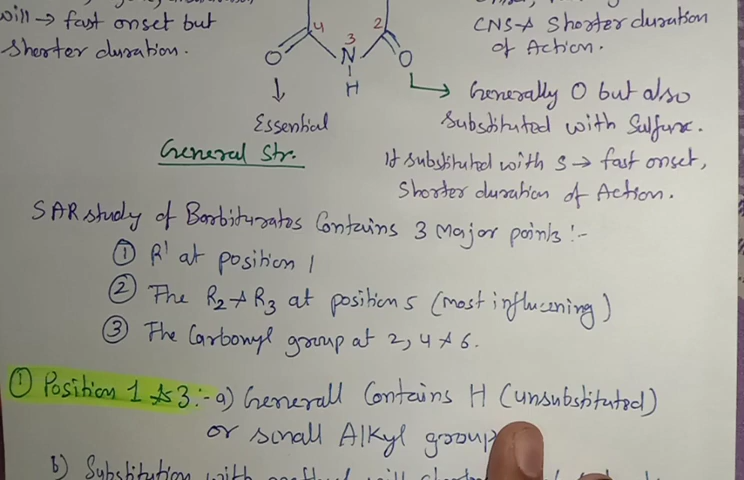 will → fast onset but
Shorter duration.
CNS & Shorter duration
of Action.
4
3
2
O
N
O
H
Essential
General Str.
Generally O but also
Substituted with Sulfur.
If substituted with S → fast onset,
Shorter duration of Action.
SAR study of Barbiturates Contains 3 Major points :-
① R' at position 1
② The R2 & R3 at position 5 (most influening)
③ The Carbonyl group at 2, 4 & 6.
① Position 1 & 3 :- a) Generall Contains H (unsubstituted)
or small Alkyl group
b) Substitution with